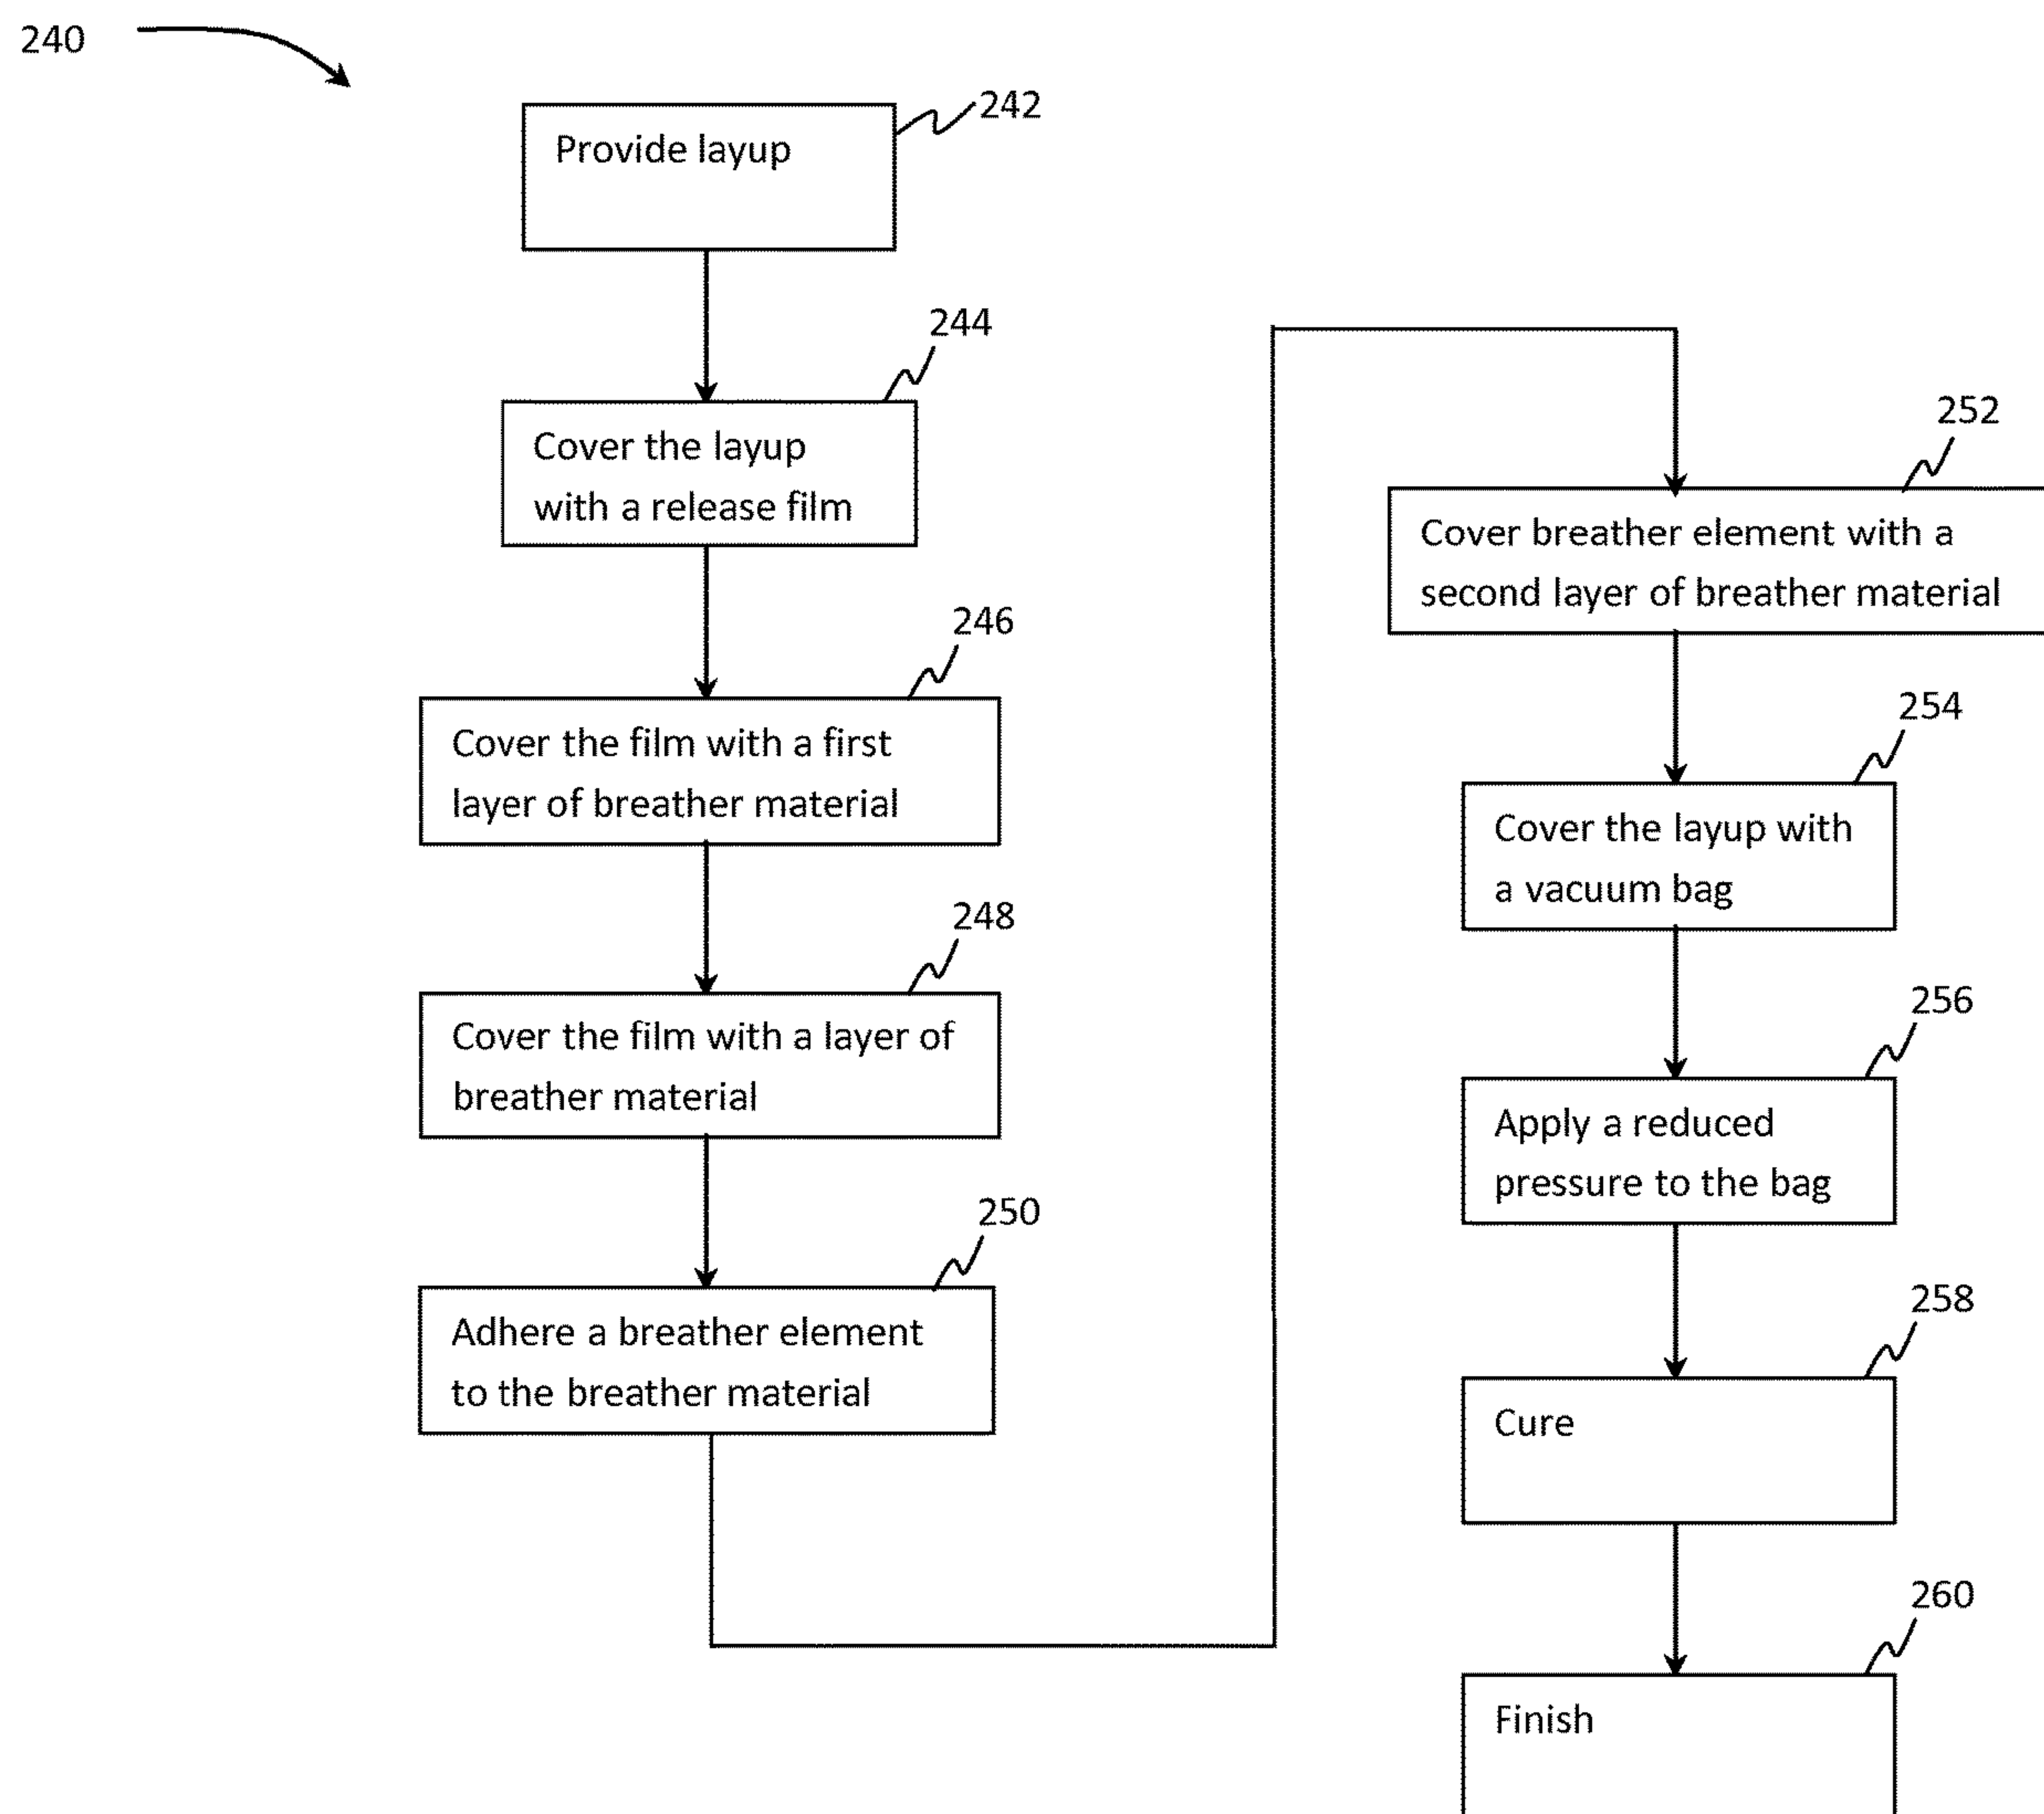 240
242
Provide layup
244
Cover the layup
with a release film
246
Cover the film with a first
layer of breather material
248
Cover the film with a layer of
breather material
250
Adhere a breather element
to the breather material
252
Cover breather element with a
second layer of breather material
254
Cover the layup with
a vacuum bag
256
Apply a reduced
pressure to the bag
258
Cure
260
Finish